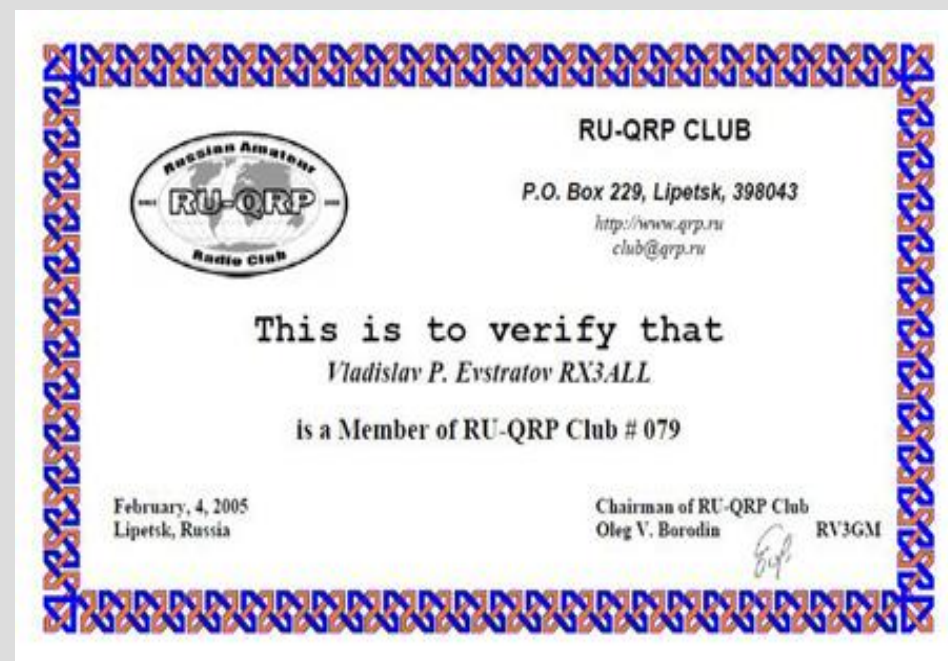 Russian Amateur
RU-QRP
Radio Club
RU-QRP CLUB
P.O. Box 229, Lipetsk, 398043
http://www.qrp.ru
club@qrp.ru
This is to verify that
Vladislav P. Evstratov RX3ALL
is a Member of RU-QRP Club # 079
February, 4, 2005
Lipetsk, Russia
Chairman of RU-QRP Club
Oleg V. Borodin RV3GM